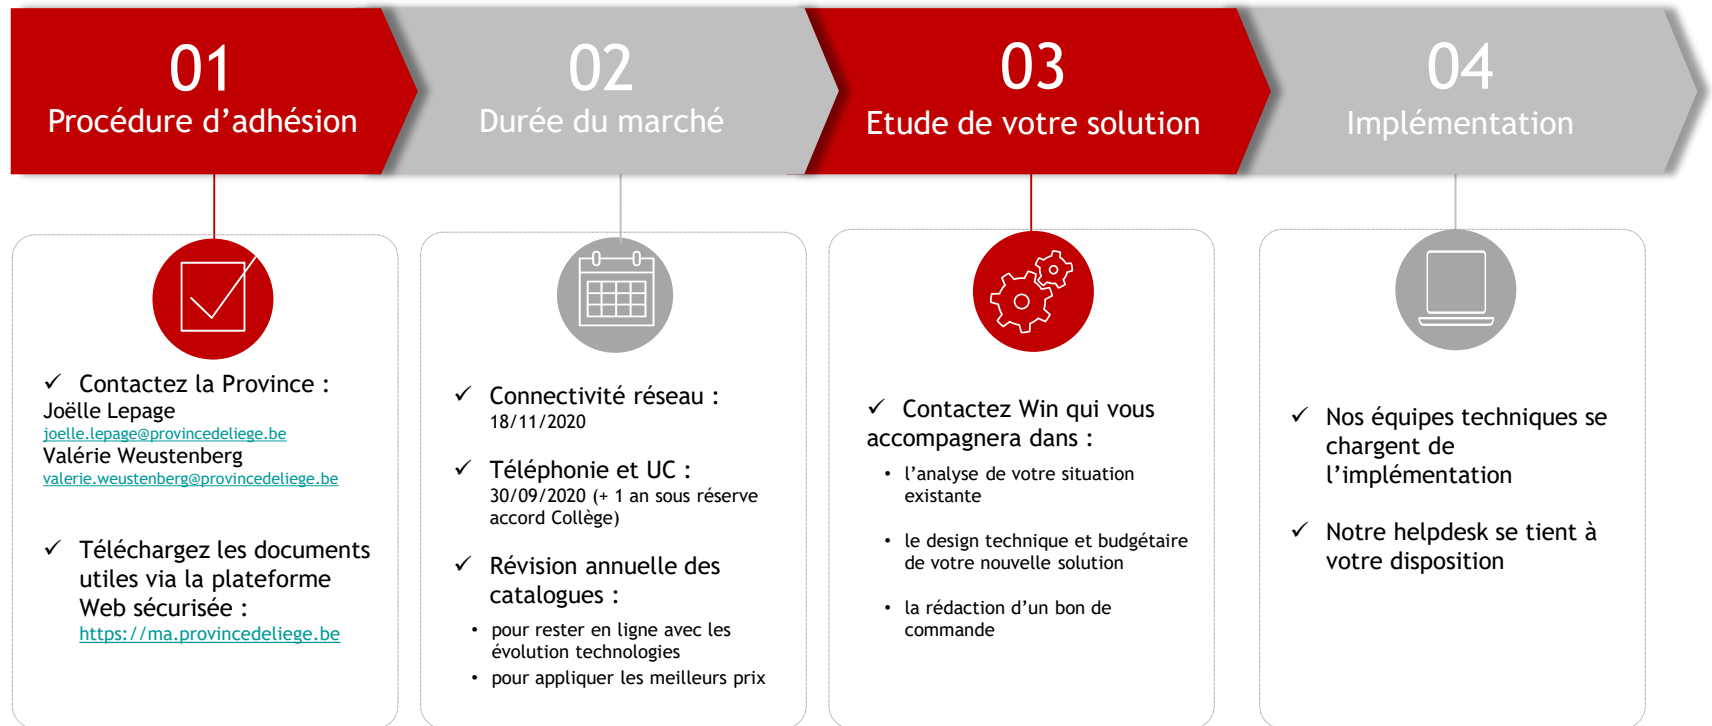 01
Procédure d’adhésion
02
Durée du marché
03
Etude de votre solution
04
Implémentation
✓ Contactez la Province :
Joëlle Lepage
joelle.lepage@provincedeliege.be
Valérie Weustenberg
valerie.weustenberg@provincedeliege.be
✓ Téléchargez les documents
utiles via la plateforme
Web sécurisée :
https://ma.provincedeliege.be
✓ Connectivité réseau :
18/11/2020
✓ Téléphonie et UC :
30/09/2020 (+ 1 an sous réserve
accord Collège)
✓ Révision annuelle des
catalogues :
• pour rester en ligne avec les
évolution technologies
• pour appliquer les meilleurs prix
✓ Contactez Win qui vous
accompagnera dans :
• l’analyse de votre situation
existante
• le design technique et budgétaire
de votre nouvelle solution
• la rédaction d’un bon de
commande
✓ Nos équipes techniques se
chargent de
l’implémentation
✓ Notre helpdesk se tient à
votre disposition